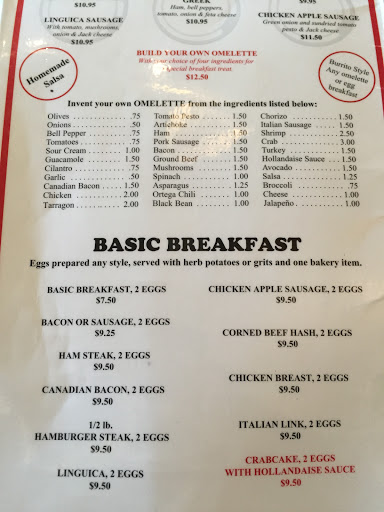 $10.95
LINGUICA SAUSAGE
With tomato, mushrooms,
onion & Jack cheese
$10.95
GREEK
Ham, bell peppers,
tomato, onion & feta cheese
$10.95
$9.95
CHICKEN APPLE SAUSAGE
Green onion and sundried tomato
pesto & Jack cheese
$11.50
Homemade
Salsa
BUILD YOUR OWN OMELETTE
With your choice of four ingredients for
special breakfast treat.
$12.50
Burrito Style
Any omelette
or egg
breakfast
Invent your own OMELETTE from the ingredients listed below:
Olives .75
Onions .50
Bell Pepper .75
Tomatoes .75
Sour Cream 1.00
Guacamole 1.50
Cilantro .75
Garlic .50
Canadian Bacon 1.50
Chicken 2.00
Tarragon 2.00
Tomato Pesto 1.50
Artichoke 1.50
Ham 1.50
Pork Sausage 1.50
Bacon 1.50
Ground Beef 1.50
Mushrooms 1.50
Spinach 1.00
Asparagus 1.25
Ortega Chili 1.00
Black Bean 1.00
Chorizo 1.50
Italian Sausage 1.50
Shrimp 2.50
Crab 3.00
Turkey 1.50
Hollandaise Sauce 1.50
Avocado 1.50
Salsa 1.25
Broccoli .75
Cheese 1.00
Jalapeño 1.00
BASIC BREAKFAST
Eggs prepared any style, served with herb potatoes or grits and one bakery item.
BASIC BREAKFAST, 2 EGGS
$7.50
BACON OR SAUSAGE, 2 EGGS
$9.25
HAM STEAK, 2 EGGS
$9.50
CANADIAN BACON, 2 EGGS
$9.50
1/2 lb.
HAMBURGER STEAK, 2 EGGS
$9.50
LINGUICA, 2 EGGS
$9.50
CHICKEN APPLE SAUSAGE, 2 EGGS
$9.50
CORNED BEEF HASH, 2 EGGS
$9.50
CHICKEN BREAST, 2 EGGS
$9.50
ITALIAN LINK, 2 EGGS
$9.50
CRABCAKE, 2 EGGS
WITH HOLLANDAISE SAUCE
$9.50